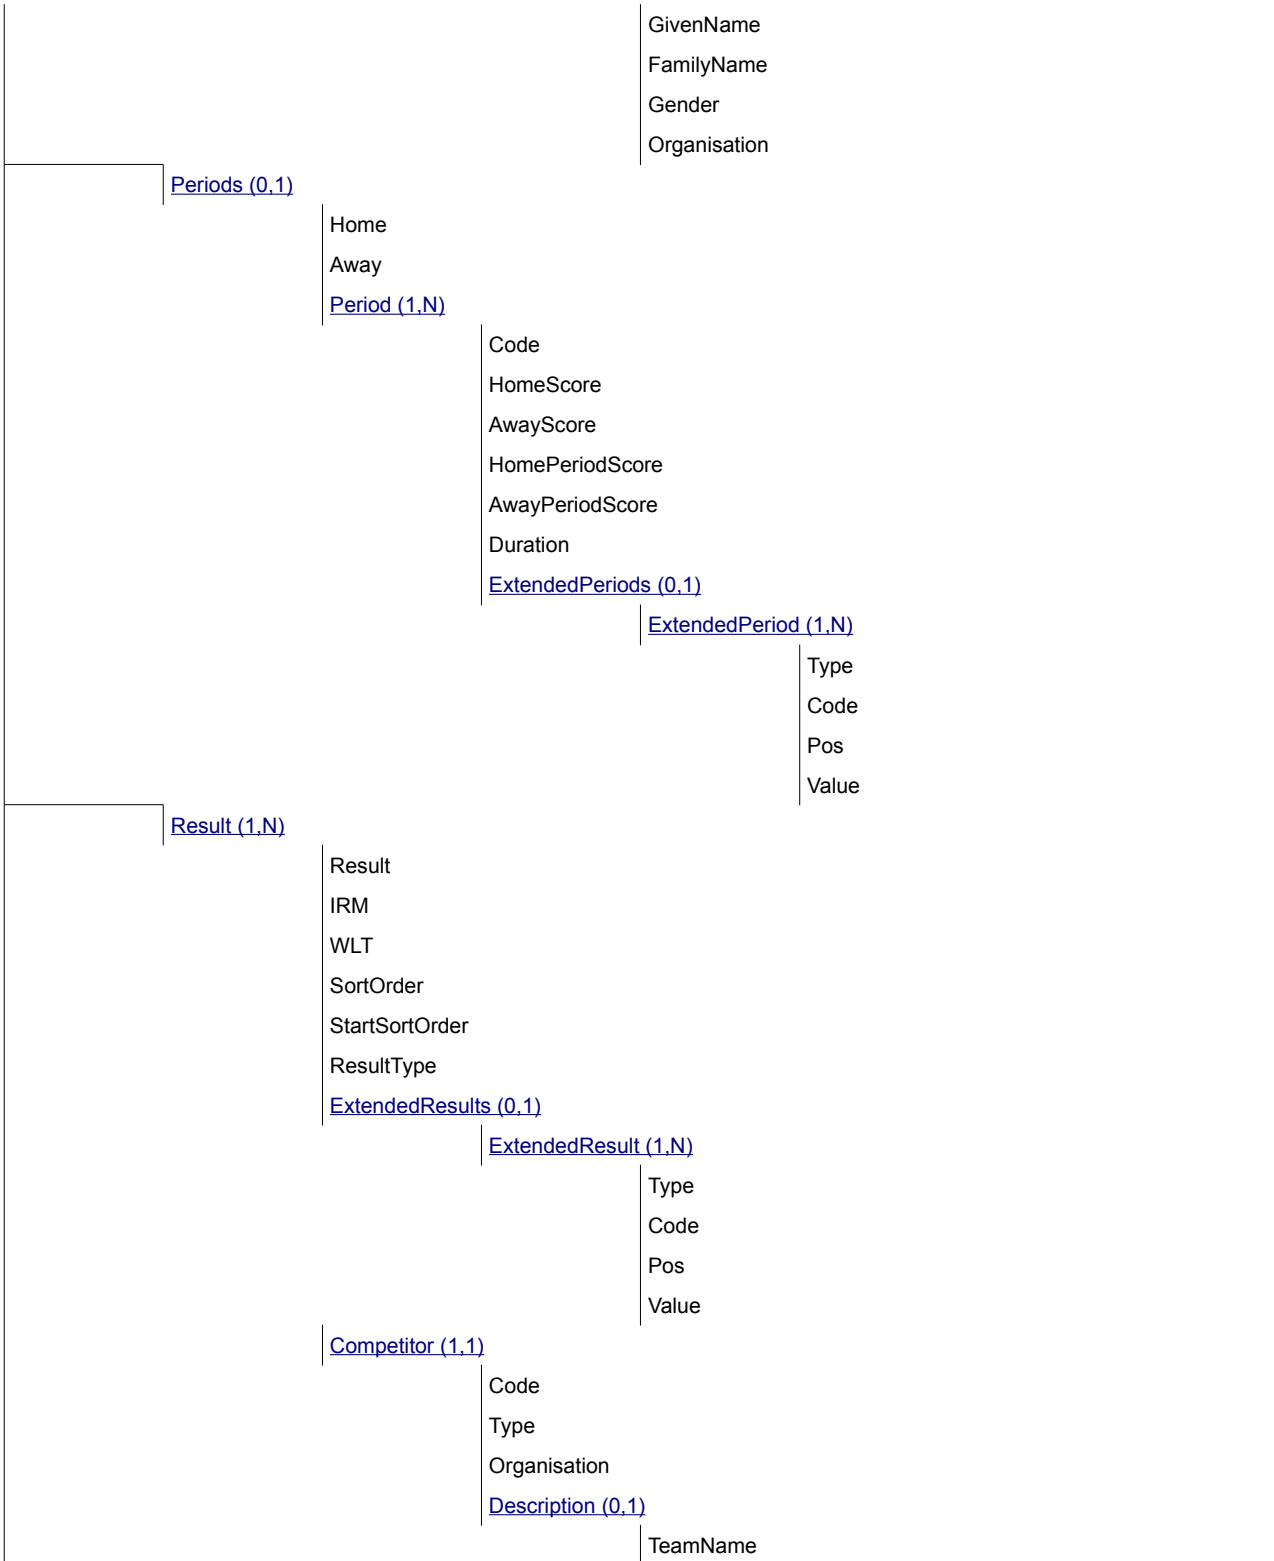 GivenName
FamilyName
Gender
Organisation
Periods (0,1)
Home
Away
Period (1,N)
Code
HomeScore
AwayScore
HomePeriodScore
AwayPeriodScore
Duration
ExtendedPeriods (0,1)
ExtendedPeriod (1,N)
Type
Code
Pos
Value
Result (1,N)
Result
IRM
WLT
SortOrder
StartSortOrder
ResultType
ExtendedResults (0,1)
ExtendedResult (1,N)
Type
Code
Pos
Value
Competitor (1,1)
Code
Type
Organisation
Description (0,1)
TeamName